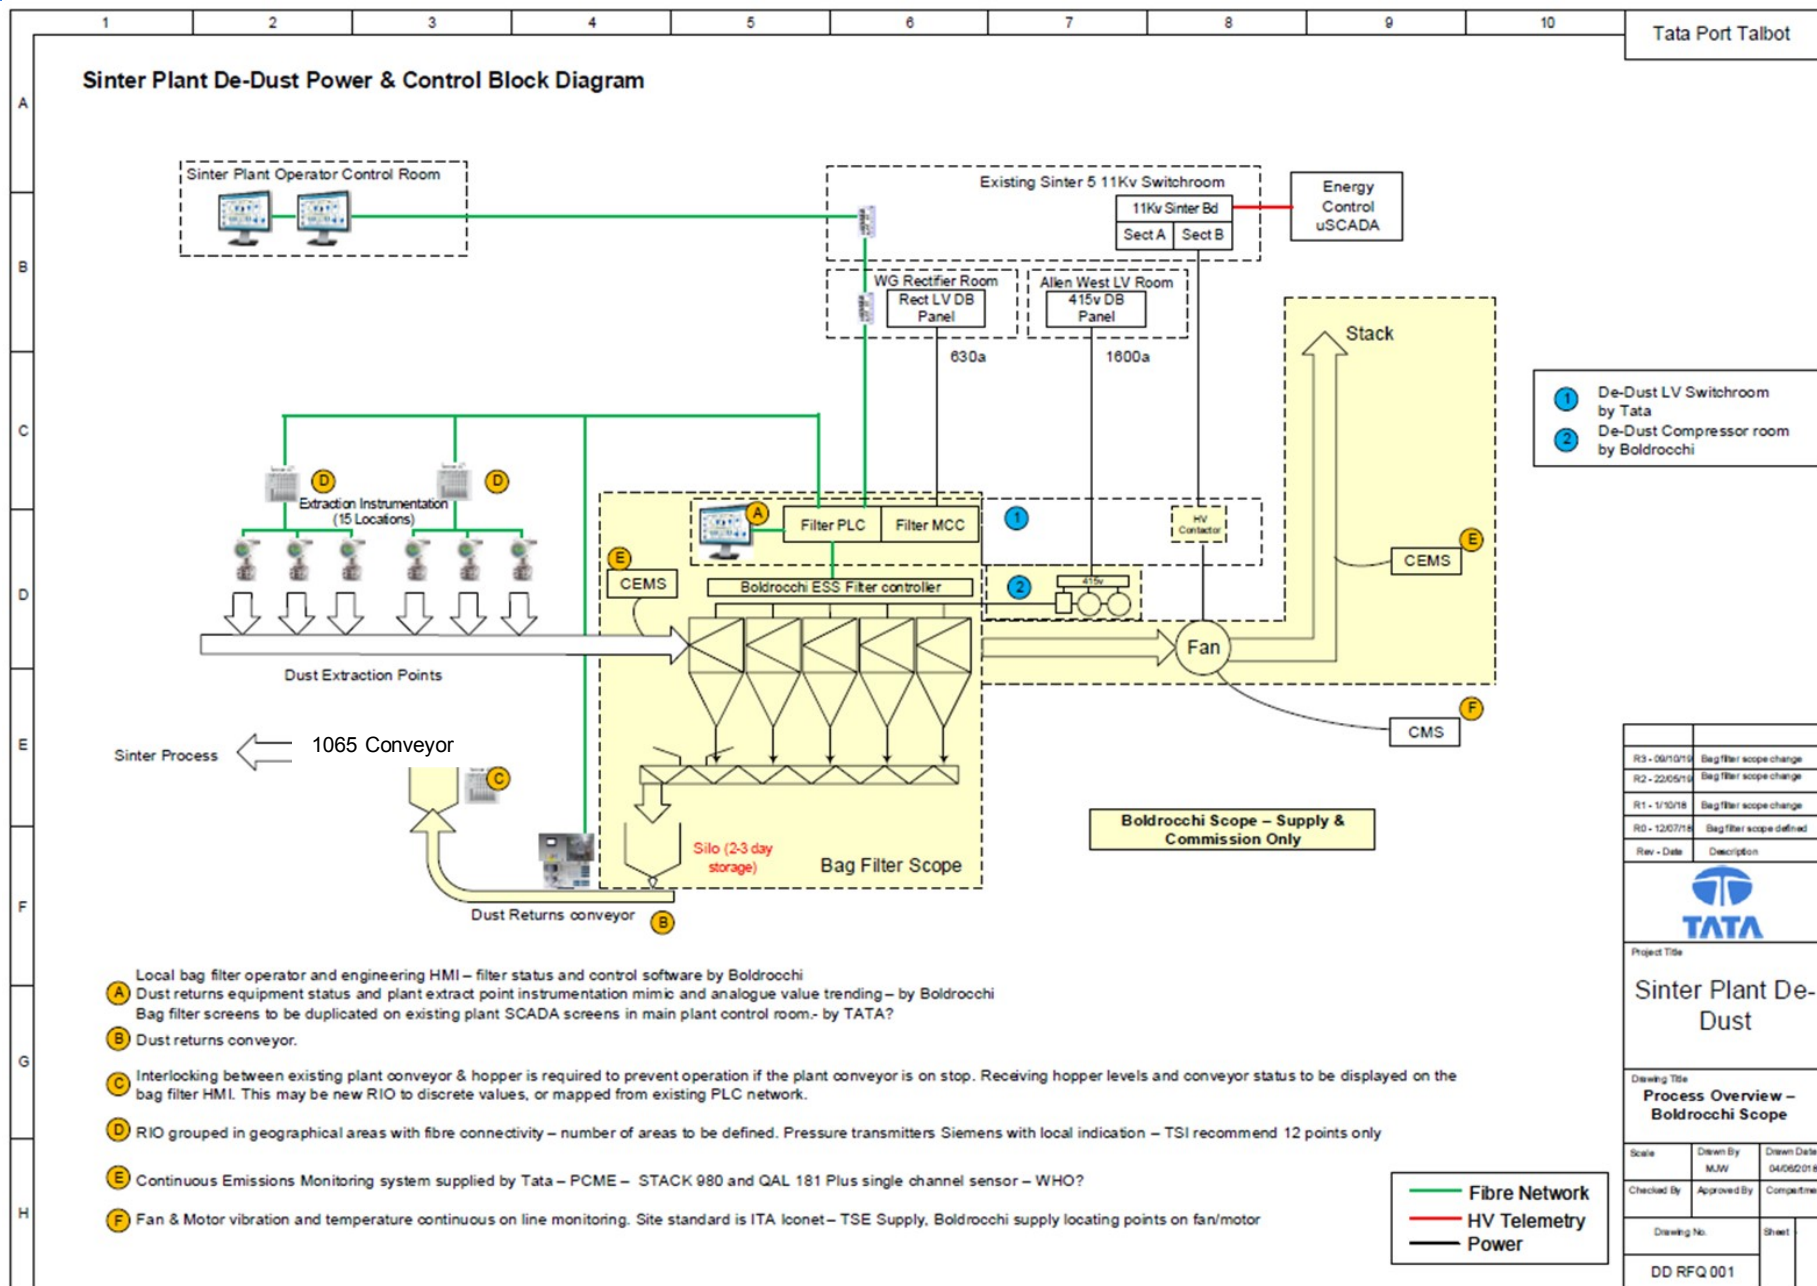 1 2 3 4 5 6 7 8 9 10
Tata Port Talbot
Sinter Plant De-Dust Power & Control Block Diagram
A
B
C
D
E
F
G
H
Sinter Plant Operator Control Room
Existing Sinter 5 11Kv Switchroom
11Kv Sinter Bd
Sect A Sect B
Energy
Control
uSCADA
WG Rectifier Room
Rect LV DB
Panel
630a
Allen West LV Room
415v DB
Panel
1600a
Stack
1 De-Dust LV Switchroom
by Tata
2 De-Dust Compressor room
by Boldrocchi
D
D
Extraction Instrumentation
(15 Locations)
A
Filter PLC
Filter MCC
1
HV
Contactor
E
CEMS
E
CEMS
Boldrocchi ESS Filter controller
2
415v
Fan
Dust Extraction Points
F
CMS
Sinter Process
1065 Conveyor
C
Silo (2-3 day
storage)
Bag Filter Scope
Boldrocchi Scope – Supply &
Commission Only
Dust Returns conveyor
B
Local bag filter operator and engineering HMI – filter status and control software by Boldrocchi
A Dust returns equipment status and plant extract point instrumentation mimic and analogue value trending – by Boldrocchi
Bag filter screens to be duplicated on existing plant SCADA screens in main plant control room.- by TATA?
B Dust returns conveyor.
C Interlocking between existing plant conveyor & hopper is required to prevent operation if the plant conveyor is on stop. Receiving hopper levels and conveyor status to be displayed on the
bag filter HMI. This may be new RIO to discrete values, or mapped from existing PLC network.
D RIO grouped in geographical areas with fibre connectivity – number of areas to be defined. Pressure transmitters Siemens with local indication – TSI recommend 12 points only
E Continuous Emissions Monitoring system supplied by Tata – PCME – STACK 980 and QAL 181 Plus single channel sensor – WHO?
F Fan & Motor vibration and temperature continuous on line monitoring. Site standard is ITA Iconet – TSE Supply, Boldrocchi supply locating points on fan/motor
Fibre Network
HV Telemetry
Power
R3 - 09/10/19 Bag filter scope change
R2 - 22/05/19 Bag filter scope change
R1 - 1/10/18 Bag filter scope change
R0 - 12/07/18 Bag filter scope defined
Rev - Date Description
TATA
Project Title
Sinter Plant De-
Dust
Drawing Title
Process Overview –
Boldrocchi Scope
Scale Drawn By Drawn Date
MJW 04/06/2018
Checked By Approved By
Drawing No. Sheet
DD RFQ 001